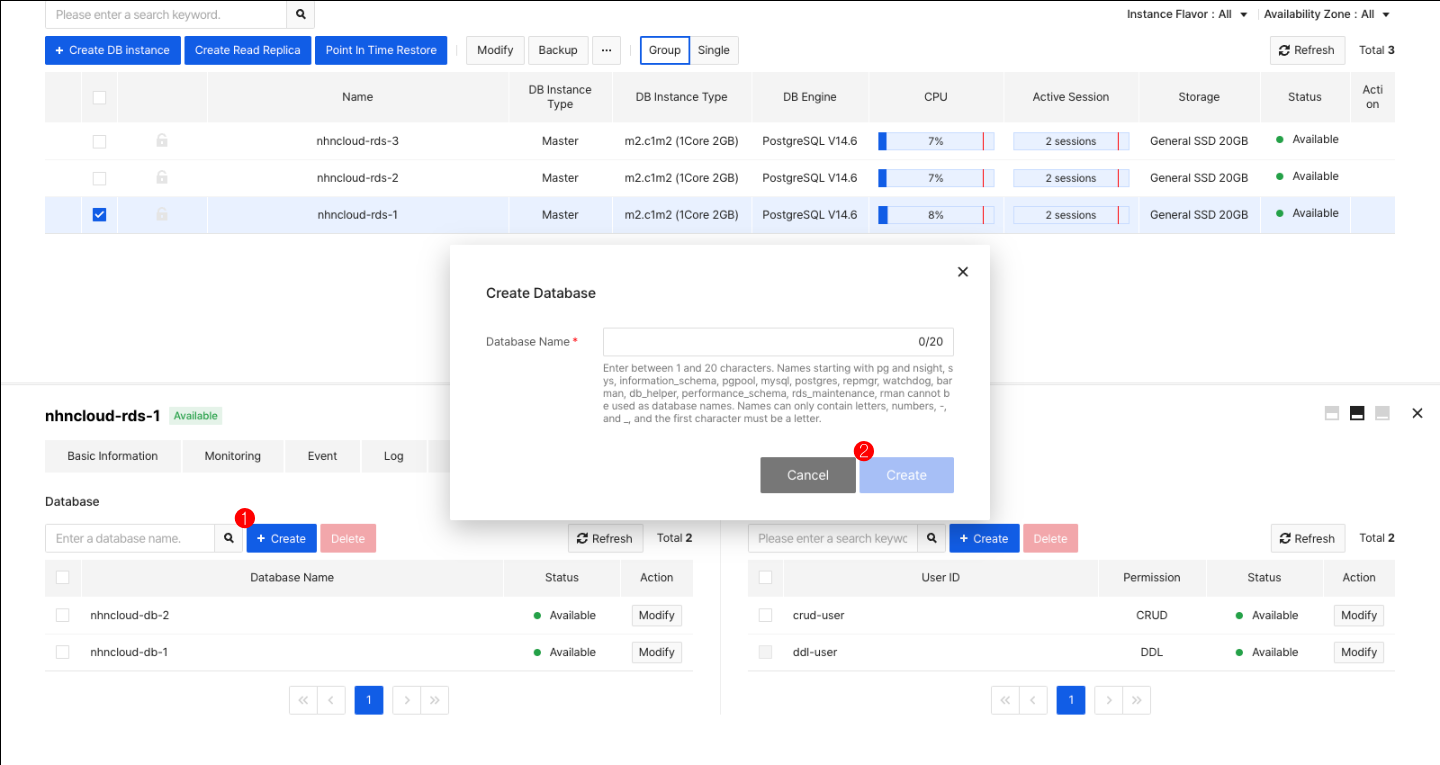 Please enter a search keyword.
Instance Flavor : All
Availability Zone : All
+ Create DB instance
Create Read Replica
Point In Time Restore
Modify
Backup
...
Group
Single
Refresh
Total 3
Name
DB Instance
Type
DB Instance Type
DB Engine
CPU
Active Session
Storage
Status
Acti
on
nhncloud-rds-3
Master
m2.c1m2 (1Core 2GB)
PostgreSQL V14.6
7%
2 sessions
General SSD 20GB
Available
nhncloud-rds-2
Master
m2.c1m2 (1Core 2GB)
PostgreSQL V14.6
7%
2 sessions
General SSD 20GB
Available
nhncloud-rds-1
Master
m2.c1m2 (1Core 2GB)
PostgreSQL V14.6
8%
2 sessions
General SSD 20GB
Available
Create Database
Database Name *
0/20
Enter between 1 and 20 characters. Names starting with pg and nsight, s
ys, information_schema, pgpool, mysql, postgres, repmgr, watchdog, bar
man, db_helper, performance_schema, rds_maintenance, rman cannot b
e used as database names. Names can only contain letters, numbers, -,
and _, and the first character must be a letter.
2
Cancel
Create
nhncloud-rds-1
Available
Basic Information
Monitoring
Event
Log
Database
1
Enter a database name.
+ Create
Delete
Refresh
Total 2
Database Name
Status
Action
nhncloud-db-2
Available
Modify
nhncloud-db-1
Available
Modify
1
Please enter a search keywc
+ Create
Delete
Refresh
Total 2
User ID
Permission
Status
Action
crud-user
CRUD
Available
Modify
ddl-user
DDL
Available
Modify
1